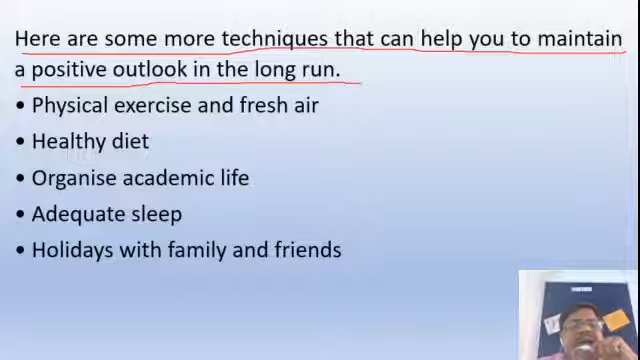 Here are some more techniques that can help you to maintain
a positive outlook in the long run.
• Physical exercise and fresh air
• Healthy diet
• Organise academic life
• Adequate sleep
• Holidays with family and friends